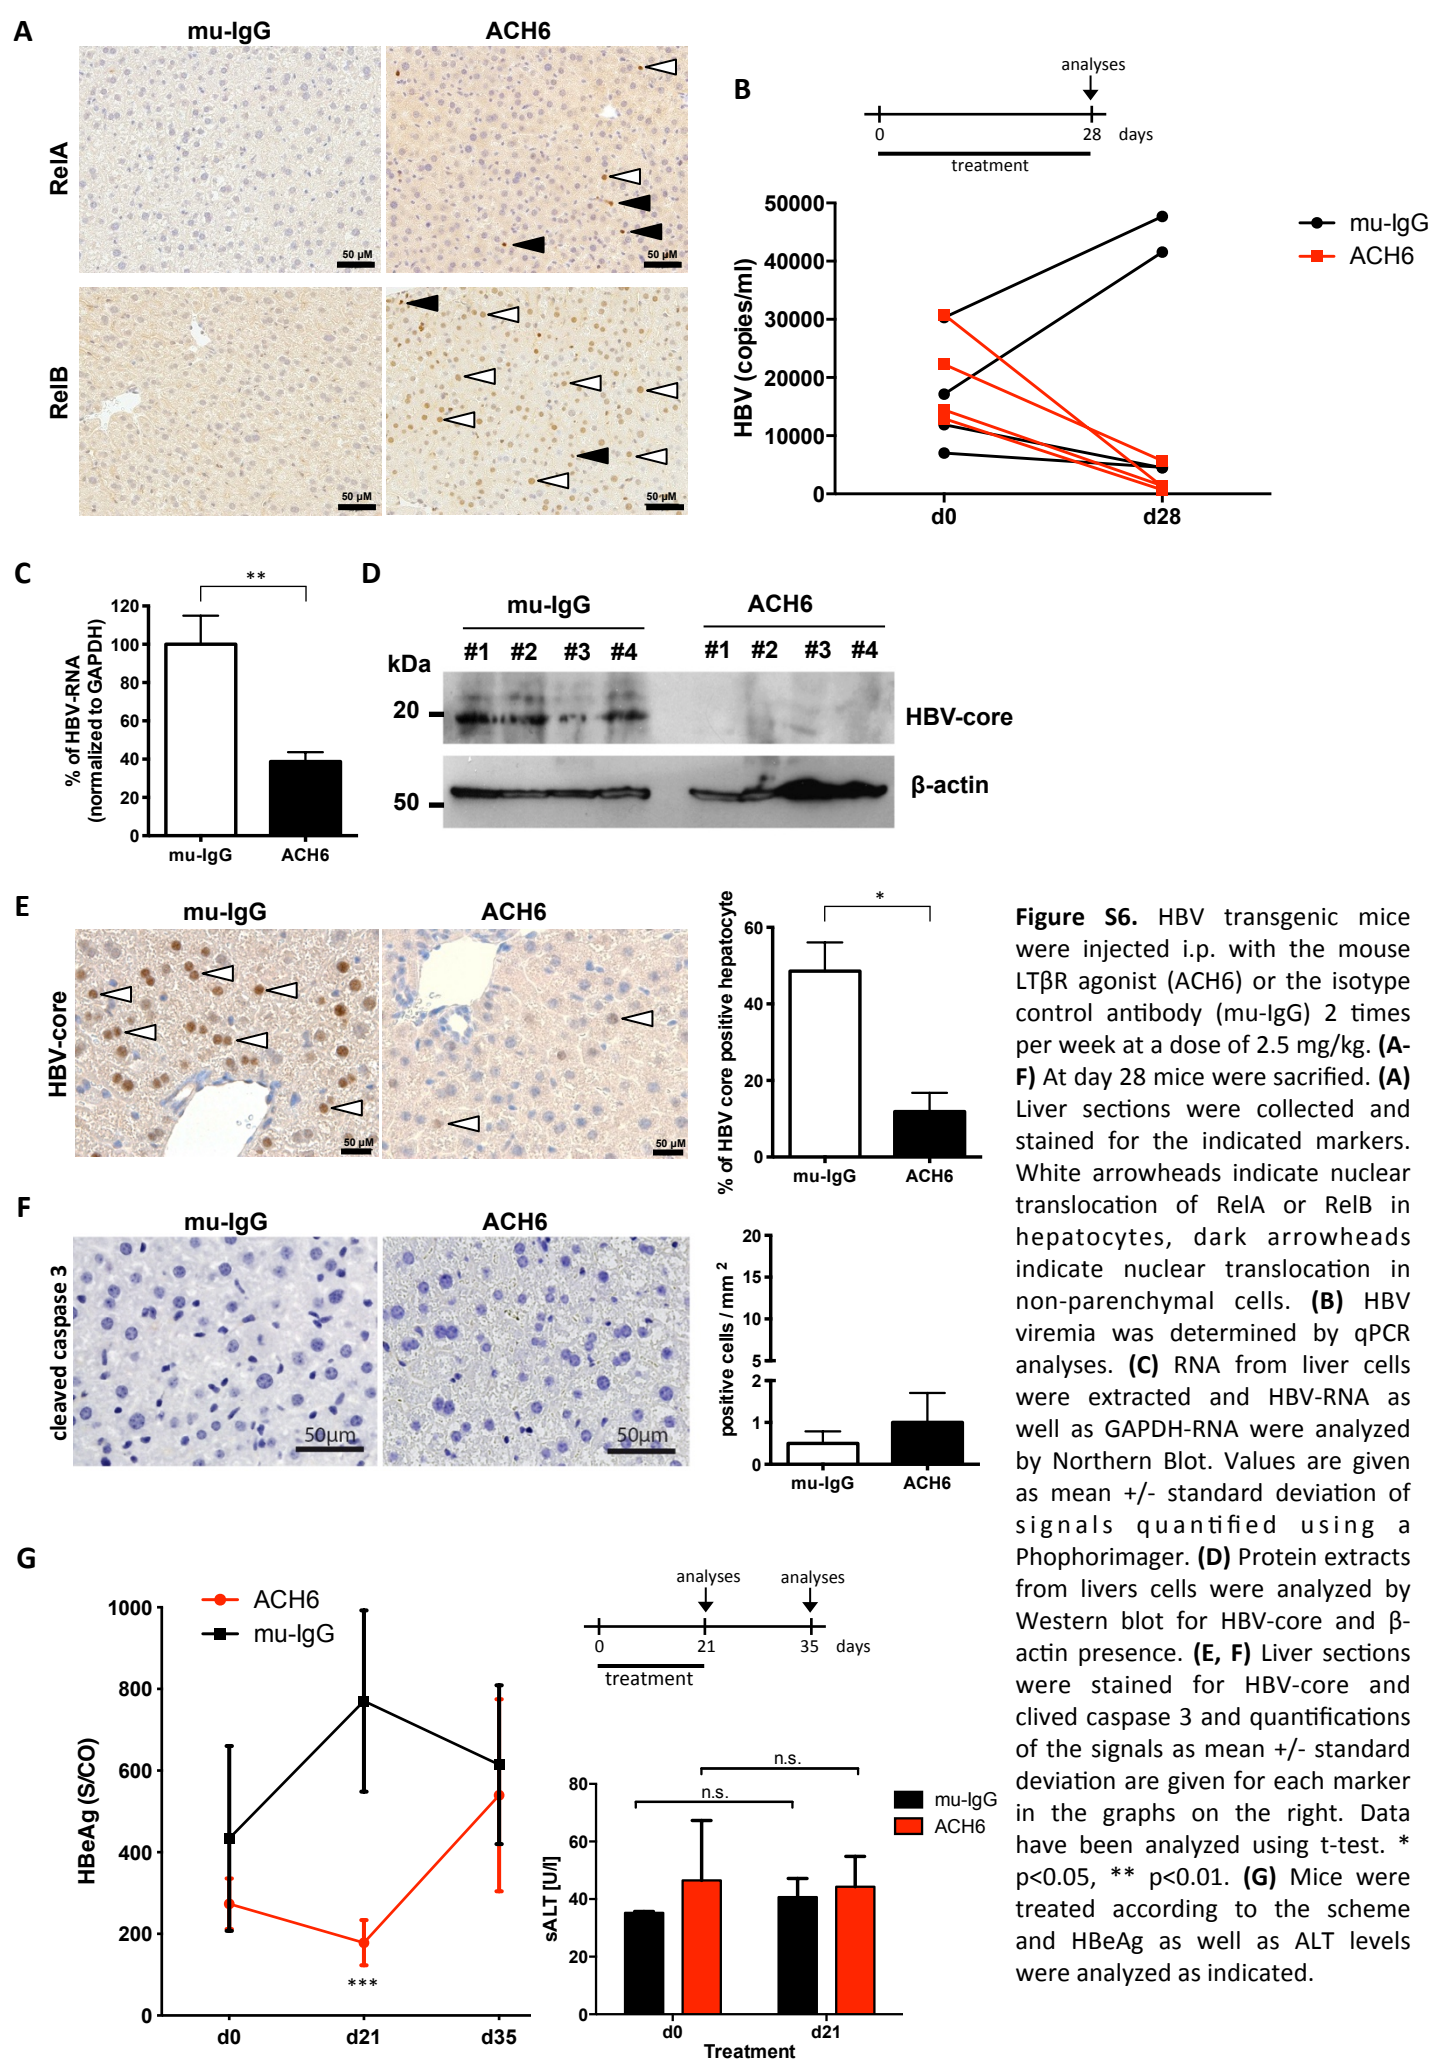 A
mu-IgG
ACH6
RelA
50 µM
50 µM
RelB
50 µM
50 µM
B
analyses
0
28
days
treatment
50000
40000
30000
20000
10000
0
HBV (copies/ml)
d0
d28
mu-IgG
ACH6
C
**
120
100
80
60
40
20
0
% of HBV-RNA
(normalized to GAPDH)
mu-IgG
ACH6
D
mu-IgG
ACH6
#1 #2 #3 #4
#1 #2 #3 #4
kDa
20
HBV-core
50
β-actin
E
mu-IgG
ACH6
HBV-core
50 µM
50 µM
*
60
40
20
0
% of HBV core positive hepatocyte
mu-IgG
ACH6
F
mu-IgG
ACH6
cleaved caspase 3
50µm
50µm
20
15
10
5
2
1
0
positive cells / mm 2
mu-IgG
ACH6
G
ACH6
mu-IgG
1000
800
600
400
200
0
HBeAg (S/CO)
***
d0
d21
d35
analyses
analyses
0
21
35
days
treatment
n.s.
n.s.
80
60
40
20
0
sALT [U/l]
mu-IgG
ACH6
d0
d21
Treatment
Figure S6. HBV transgenic mice
were injected i.p. with the mouse
LTβR agonist (ACH6) or the isotype
control antibody (mu-IgG) 2 times
per week at a dose of 2.5 mg/kg. (A-
F) At day 28 mice were sacrified. (A)
Liver sections were collected and
stained for the indicated markers.
White arrowheads indicate nuclear
translocation of RelA or RelB in
hepatocytes, dark arrowheads
indicate nuclear translocation in
non-parenchymal cells. (B) HBV
viremia was determined by qPCR
analyses. (C) RNA from liver cells
were extracted and HBV-RNA as
well as GAPDH-RNA were analyzed
by Northern Blot. Values are given
as mean +/- standard deviation of
signals quantified using a
Phophorimager. (D) Protein extracts
from livers cells were analyzed by
Western blot for HBV-core and β-
actin presence. (E, F) Liver sections
were stained for HBV-core and
clived caspase 3 and quantifications
of the signals as mean +/- standard
deviation are given for each marker
in the graphs on the right. Data
have been analyzed using t-test. *
p<0.05, ** p<0.01. (G) Mice were
treated according to the scheme
and HBeAg as well as ALT levels
were analyzed as indicated.